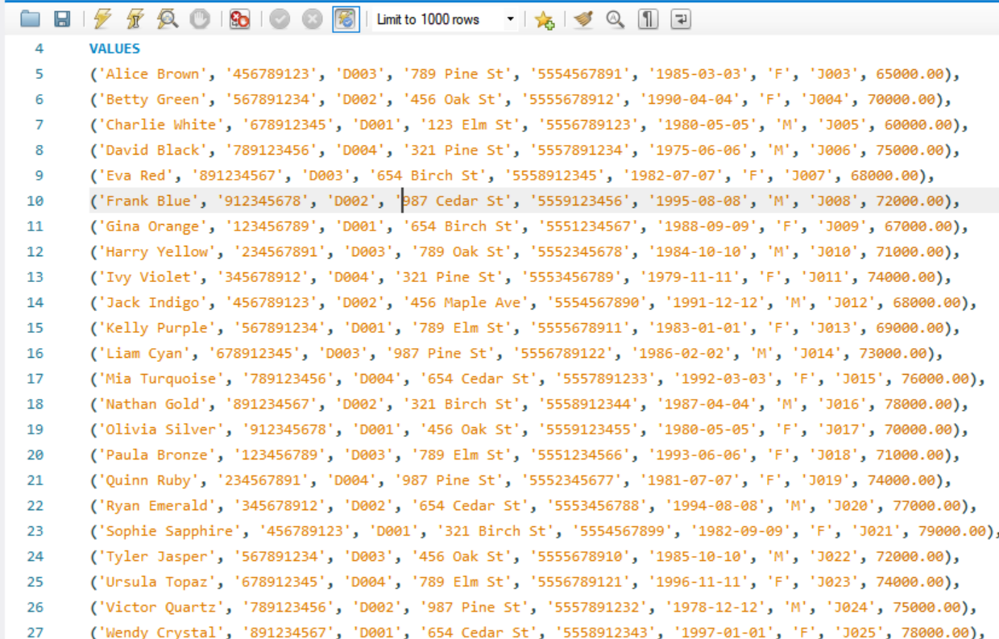 Limit to 1000 rows
4 VALUES
5 ('Alice Brown', '456789123', 'D003', '789 Pine St', '5554567891', '1985-03-03', 'F', 'J003', 65000.00),
6 ('Betty Green', '567891234', 'D002', '456 Oak St', '5555678912', '1990-04-04', 'F', 'J004', 70000.00),
7 ('Charlie White', '678912345', 'D001', '123 Elm St', '5556789123', '1980-05-05', 'M', 'J005', 60000.00),
8 ('David Black', '789123456', 'D004', '321 Pine St', '5557891234', '1975-06-06', 'M', 'J006', 75000.00),
9 ('Eva Red', '891234567', 'D003', '654 Birch St', '5558912345', '1982-07-07', 'F', 'J007', 68000.00),
10 ('Frank Blue', '912345678', 'D002', '987 Cedar St', '5559123456', '1995-08-08', 'M', 'J008', 72000.00),
11 ('Gina Orange', '123456789', 'D001', '654 Birch St', '5551234567', '1988-09-09', 'F', 'J009', 67000.00),
12 ('Harry Yellow', '234567891', 'D003', '789 Oak St', '5552345678', '1984-10-10', 'M', 'J010', 71000.00),
13 ('Ivy Violet', '345678912', 'D004', '321 Pine St', '5553456789', '1979-11-11', 'F', 'J011', 74000.00),
14 ('Jack Indigo', '456789123', 'D002', '456 Maple Ave', '5554567890', '1991-12-12', 'M', 'J012', 68000.00),
15 ('Kelly Purple', '567891234', 'D001', '789 Elm St', '5555678911', '1983-01-01', 'F', 'J013', 69000.00),
16 ('Liam Cyan', '678912345', 'D003', '987 Pine St', '5556789122', '1986-02-02', 'M', 'J014', 73000.00),
17 ('Mia Turquoise', '789123456', 'D004', '654 Cedar St', '5557891233', '1992-03-03', 'F', 'J015', 76000.00),
18 ('Nathan Gold', '891234567', 'D002', '321 Birch St', '5558912344', '1987-04-04', 'M', 'J016', 78000.00),
19 ('Olivia Silver', '912345678', 'D001', '456 Oak St', '5559123455', '1980-05-05', 'F', 'J017', 70000.00),
20 ('Paula Bronze', '123456789', 'D003', '789 Elm St', '5551234566', '1993-06-06', 'F', 'J018', 71000.00),
21 ('Quinn Ruby', '234567891', 'D004', '987 Pine St', '5552345677', '1981-07-07', 'F', 'J019', 74000.00),
22 ('Ryan Emerald', '345678912', 'D002', '654 Cedar St', '5553456788', '1994-08-08', 'M', 'J020', 77000.00),
23 ('Sophie Sapphire', '456789123', 'D001', '321 Birch St', '5554567899', '1982-09-09', 'F', 'J021', 79000.00),
24 ('Tyler Jasper', '567891234', 'D003', '456 Oak St', '5555678910', '1985-10-10', 'M', 'J022', 72000.00),
25 ('Ursula Topaz', '678912345', 'D004', '789 Elm St', '5556789121', '1996-11-11', 'F', 'J023', 74000.00),
26 ('Victor Quartz', '789123456', 'D002', '987 Pine St', '5557891232', '1978-12-12', 'M', 'J024', 75000.00),
27 ('Wendy Crystal', '891234567', 'D001', '654 Cedar St', '5558912343', '1997-01-01', 'F', 'J025', 78000.00),